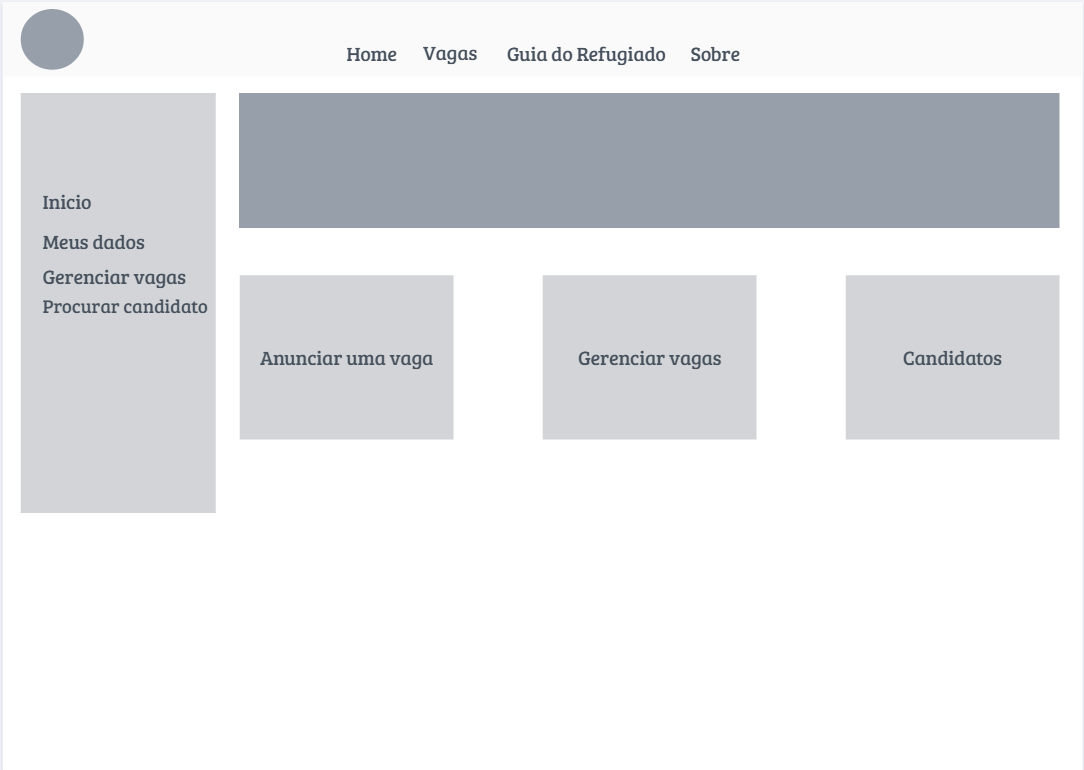 Home Vagas Guia do Refugiado Sobre
Inicio
Meus dados
Gerenciar vagas
Procurar candidato
Anunciar uma vaga
Gerenciar vagas
Candidatos